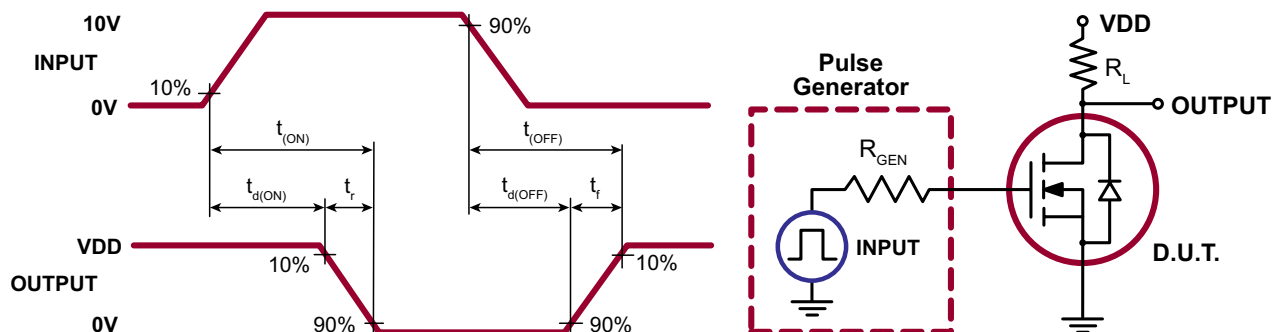 10V
INPUT
0V
10%
90%
t(ON)
t(OFF)
td(ON)
tr
td(OFF)
tf
VDD
OUTPUT
0V
10%
90%
90%
10%
Pulse
Generator
RGEN
INPUT
VDD
RL
OUTPUT
D.U.T.